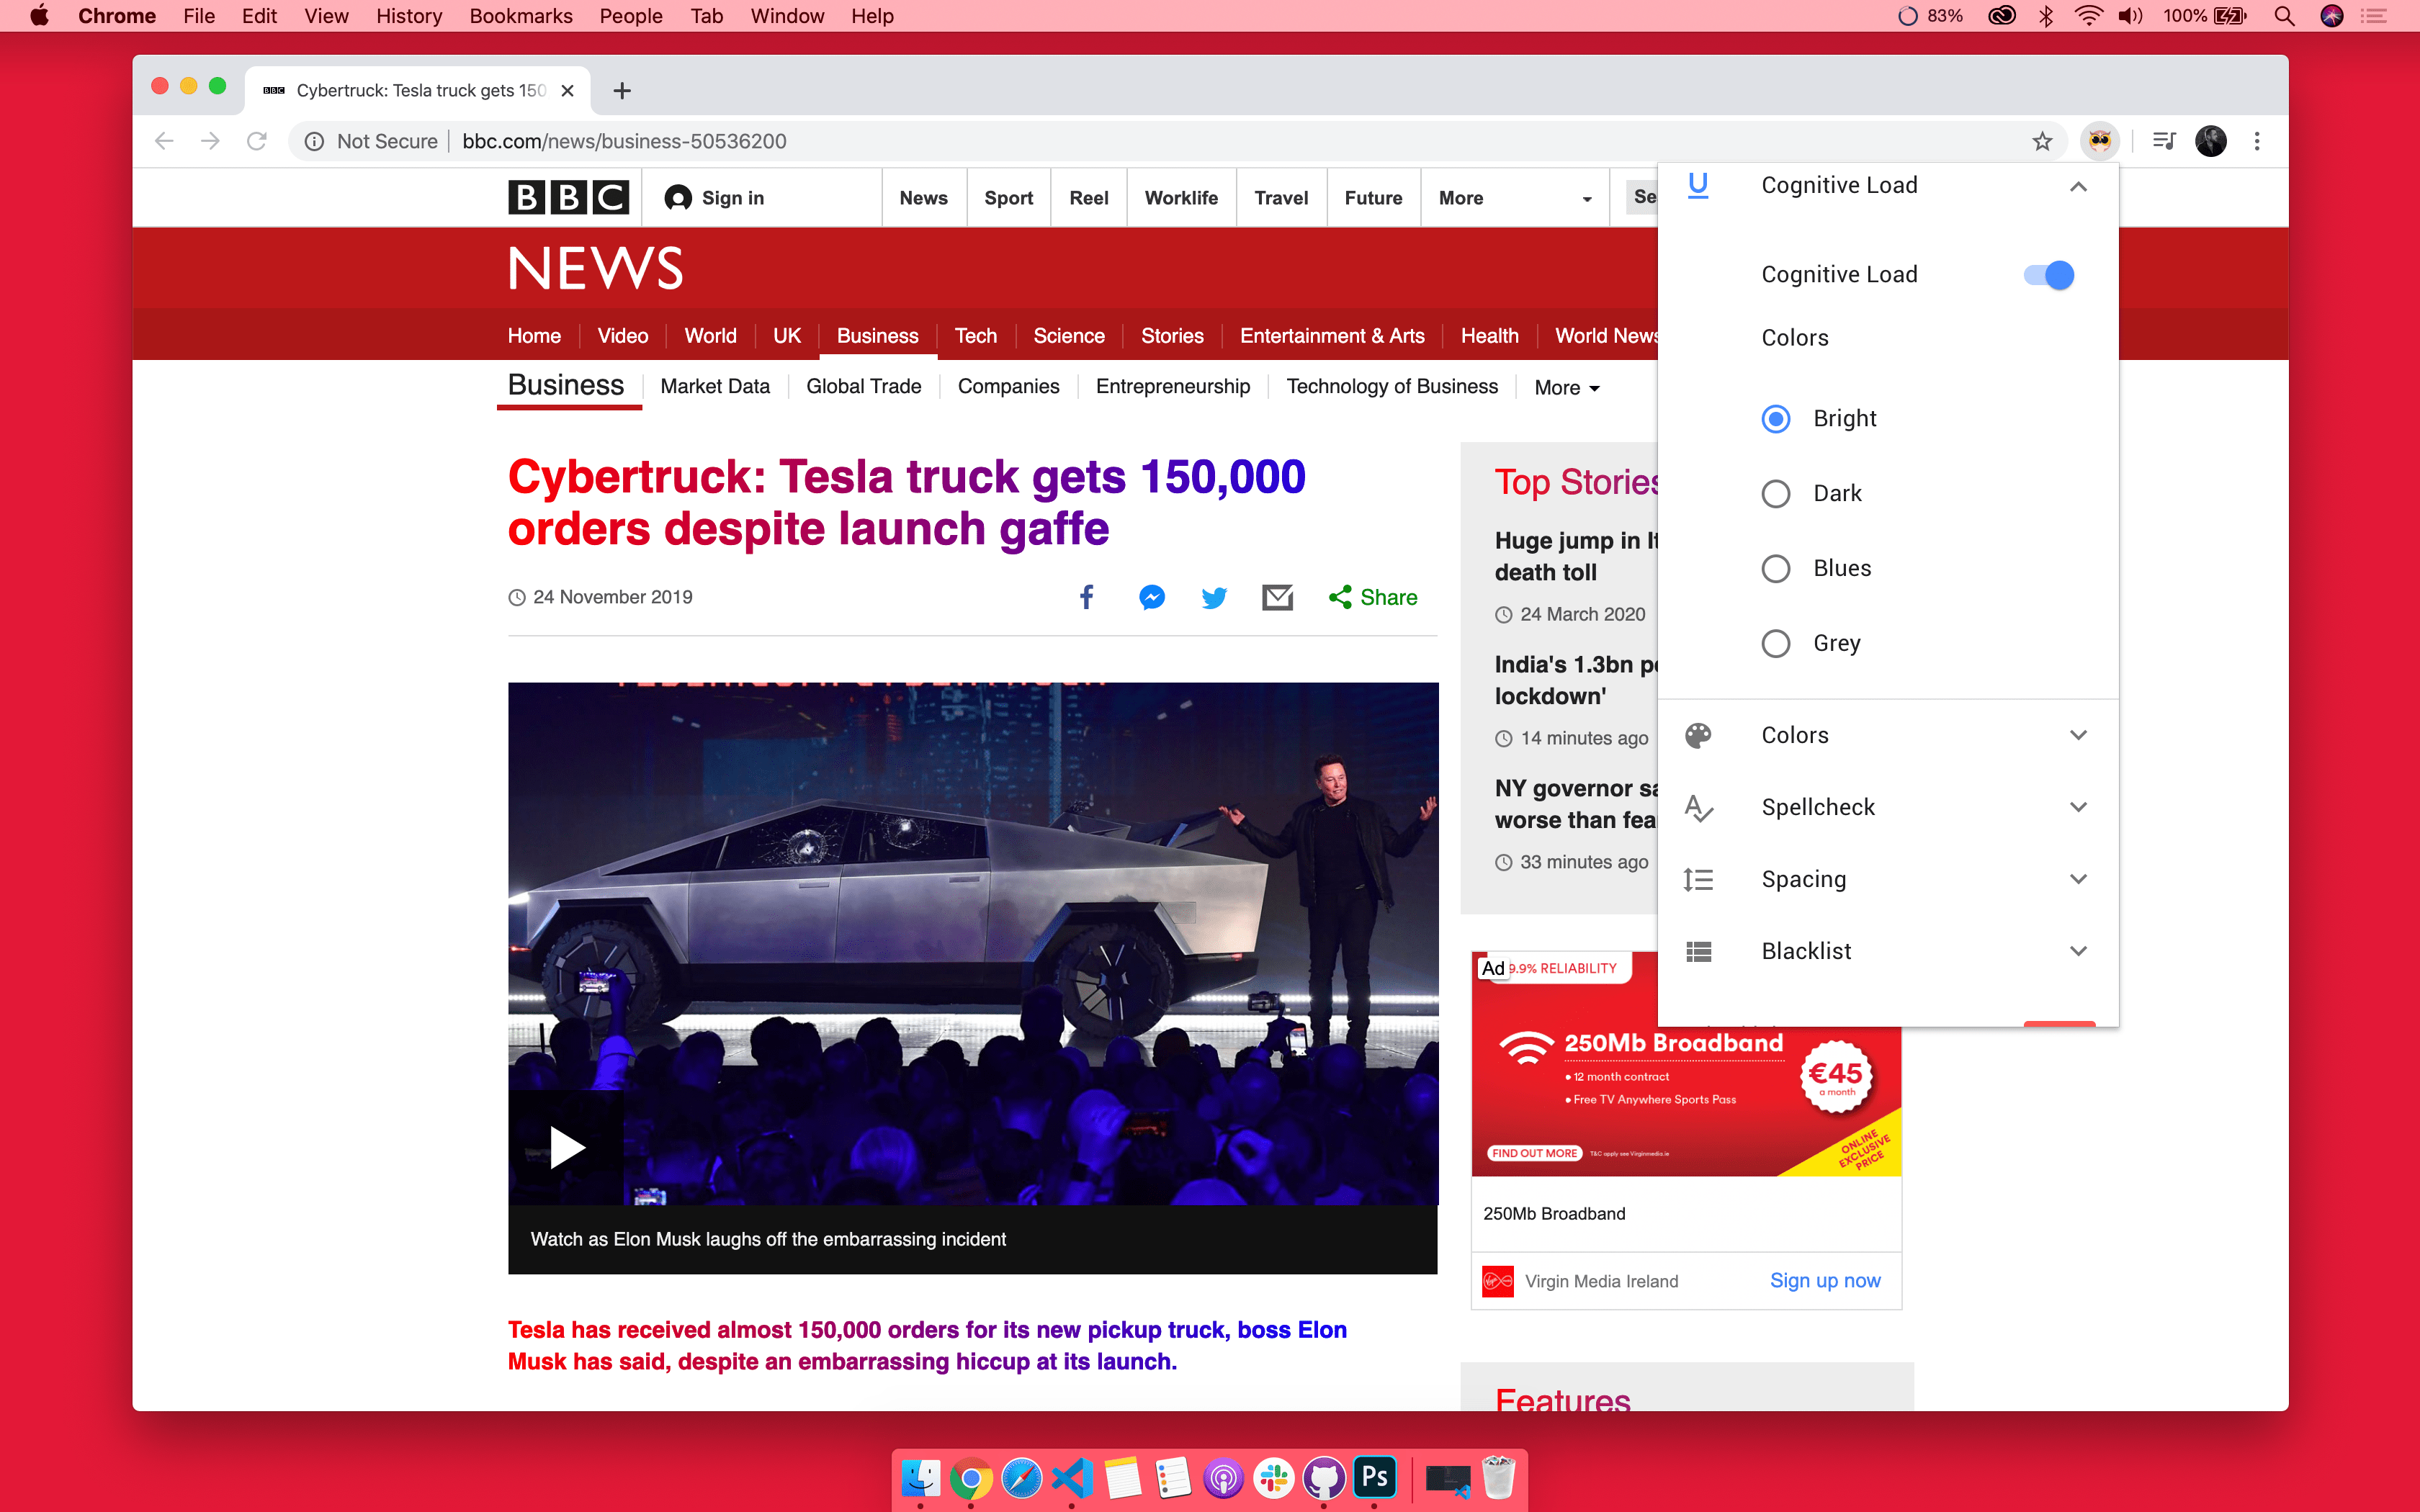 Chrome File Edit View History Bookmarks People Tab Window Help
83% 100%
BBC Cybertruck: Tesla truck gets 150
Not Secure bbc.com/news/business-50536200
BBC Sign in News Sport Reel Worklife Travel Future More Se
NEWS
Home Video World UK Business Tech Science Stories Entertainment & Arts Health World News
Business Market Data Global Trade Companies Entrepreneurship Technology of Business More
Cybertruck: Tesla truck gets 150,000
orders despite launch gaffe
24 November 2019
Share
Watch as Elon Musk laughs off the embarrassing incident
Tesla has received almost 150,000 orders for its new pickup truck, boss Elon
Musk has said, despite an embarrassing hiccup at its launch.
Top Stories
Huge jump in It
death toll
24 March 2020
India's 1.3bn pe
lockdown'
14 minutes ago
NY governor sa
worse than fea
33 minutes ago
Ad 9.9% RELIABILITY
250Mb Broadband
• 12 month contract
• Free TV Anywhere Sports Pass
€45
a month
FIND OUT MORE T&C apply see Virginmedia.ie
ONLINE
EXCLUSIVE
PRICE
250Mb Broadband
Virgin Media Ireland Sign up now
Features
U Cognitive Load
Cognitive Load
Colors
Bright
Dark
Blues
Grey
Colors
Spellcheck
Spacing
Blacklist
Ps